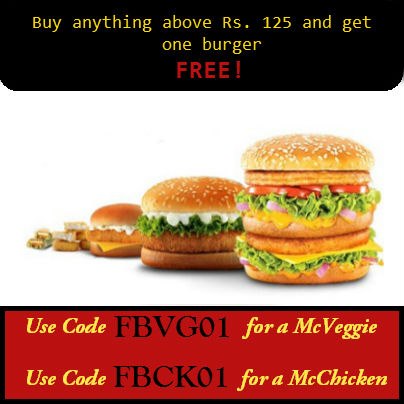 Buy anything above Rs. 125 and get
one burger
FREE!
Use Code FBVG01 for a McVeggie
Use Code FBCK01 for a McChicken